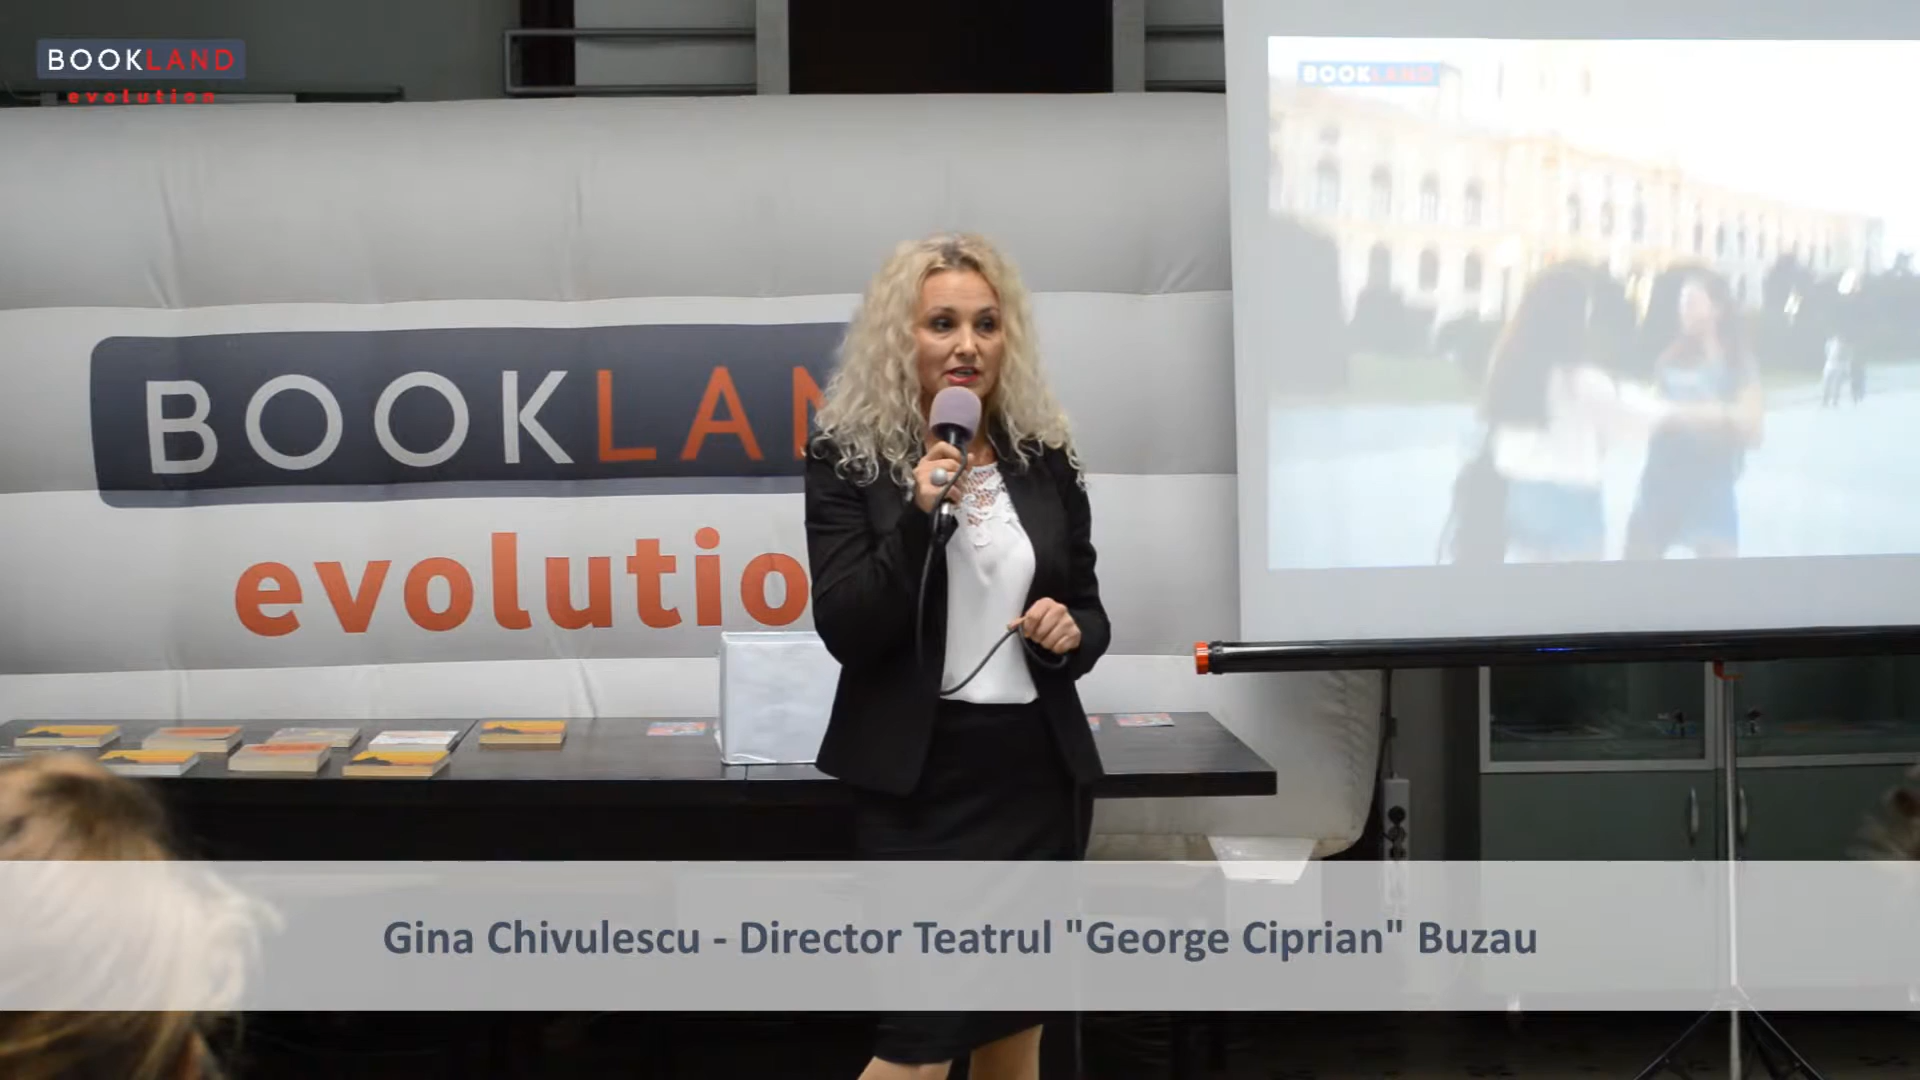 BOOKLAND
evolution
BOOKLAND
BOOKLAN
evolutio
Gina Chivulescu - Director Teatrul "George Ciprian" Buzau